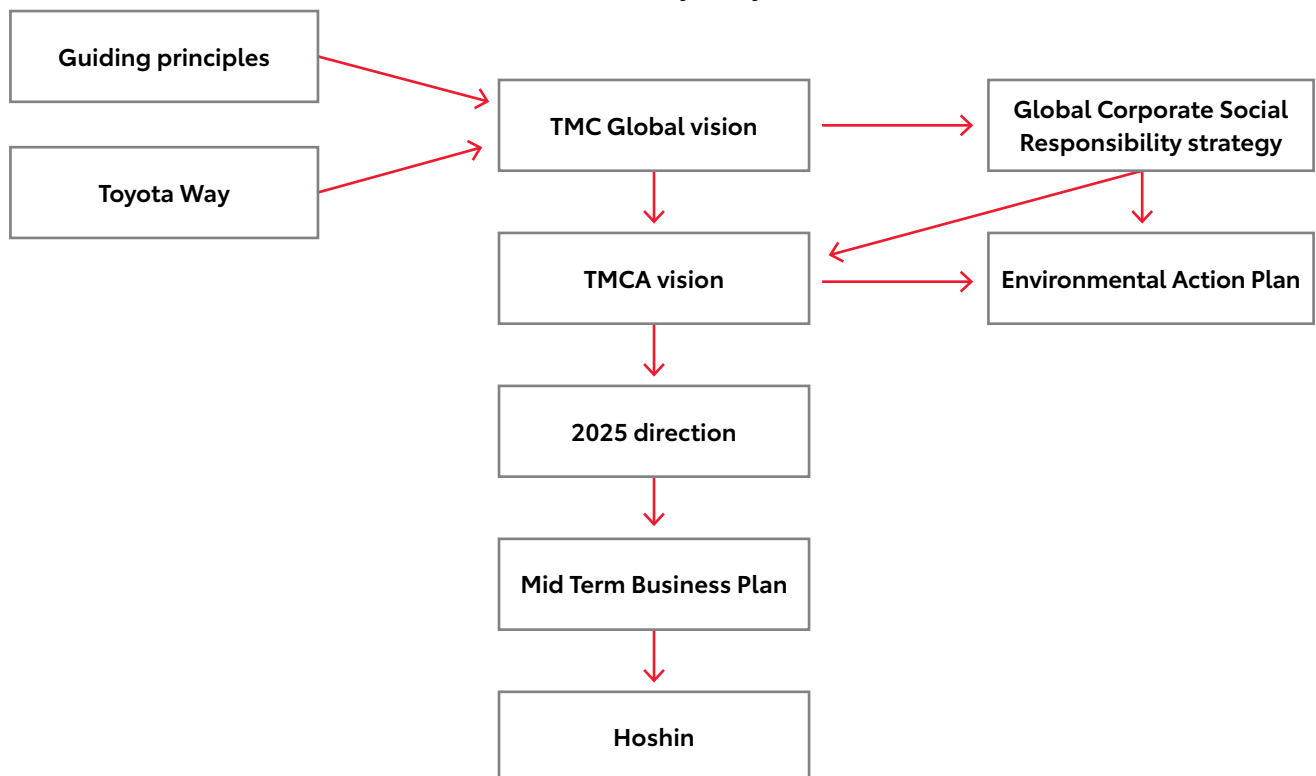 Guiding principles
TMC Global vision
Global Corporate Social
Responsibility strategy
Toyota Way
TMCA vision
Environmental Action Plan
2025 direction
Mid Term Business Plan
Hoshin